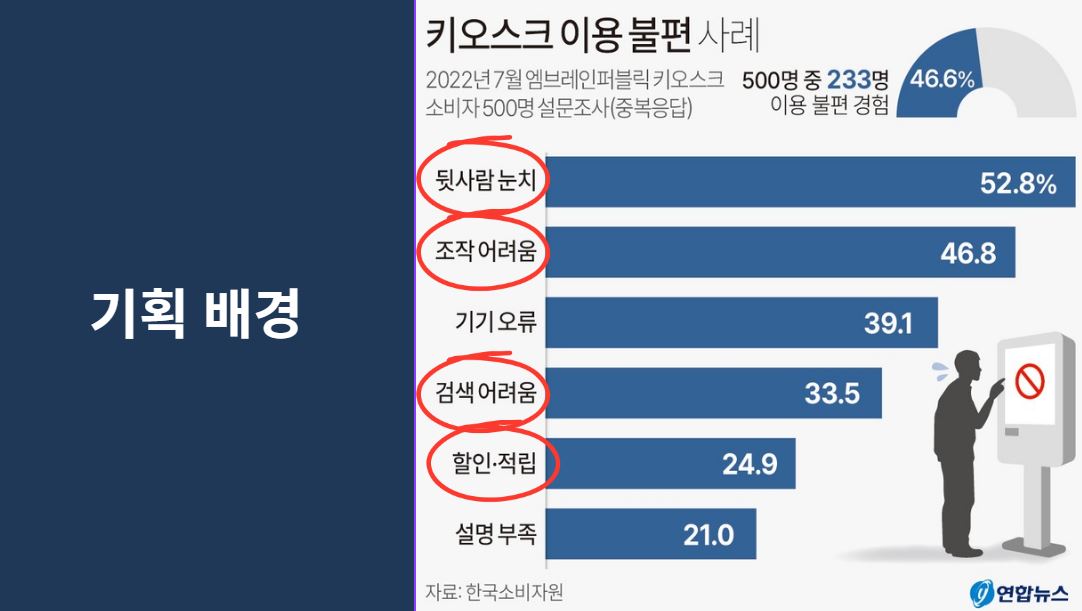 기획 배경
키오스크 이용 불편 사례
2022년 7월 엠브레인퍼블릭 키오스크
소비자 500명 설문조사(중복응답)
500명 중 233명
이용 불편 경험
46.6%
뒷사람 눈치 52.8%
조작 어려움 46.8
기기 오류 39.1
검색 어려움 33.5
할인·적립 24.9
설명 부족 21.0
자료: 한국소비자원
연합뉴스